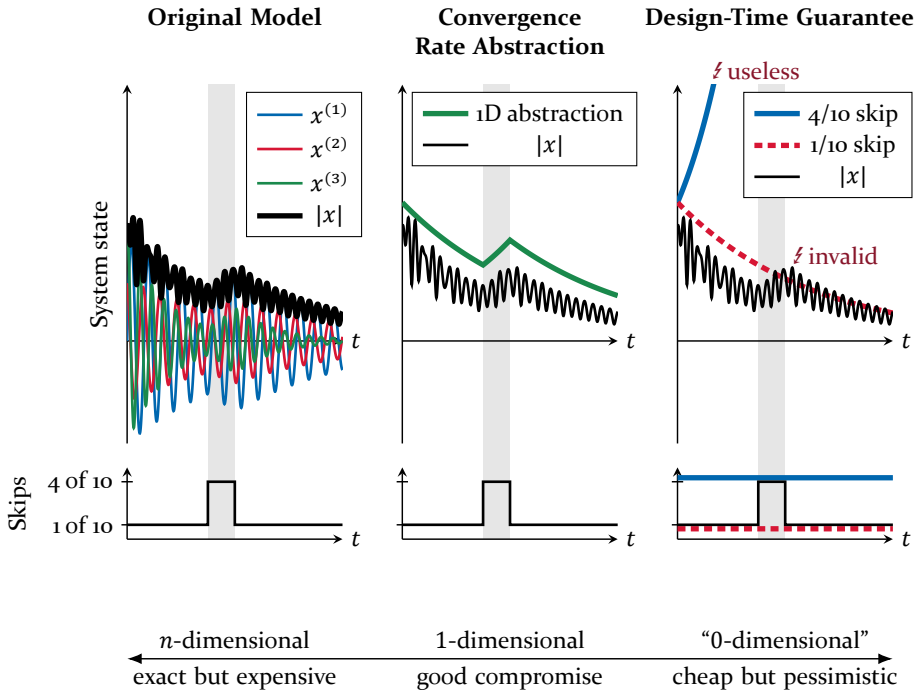 Original Model
Convergence
Rate Abstraction
Design-Time Guarantee
System state
x(1)
x(2)
x(3)
|x|
t
1D abstraction
|x|
t
useless
4/10 skip
1/10 skip
|x|
invalid
t
Skips
4 of 10
1 of 10
t
t
t
n-dimensional
1-dimensional
“0-dimensional”
exact but expensive
good compromise
cheap but pessimistic